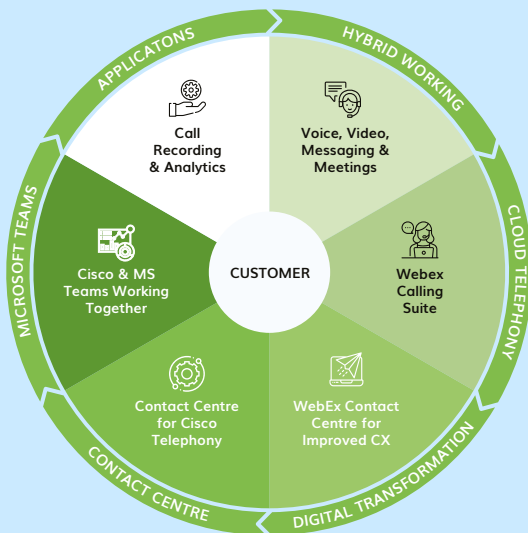 APPLICATONS
HYBRID WORKING
CLOUD TELEPHONY
DIGITAL TRANSFORMATION
CONTACT CENTRE
MICROSOFT TEAMS
Call
Recording
& Analytics
Voice, Video,
Messaging &
Meetings
Webex
Calling
Suite
WebEx Contact
Centre for
Improved CX
Contact Centre
for Cisco
Telephony
Cisco & MS
Teams Working
Together
CUSTOMER